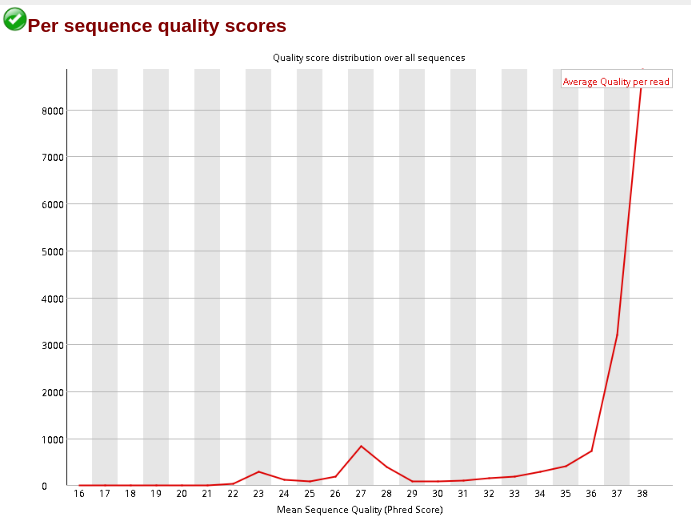 Per sequence quality scores
Quality score distribution over all sequences
Average Quality per read
8000
7000
6000
5000
4000
3000
2000
1000
0
16 17 18 19 20 21 22 23 24 25 26 27 28 29 30 31 32 33 34 35 36 37 38
Mean Sequence Quality (Phred Score)